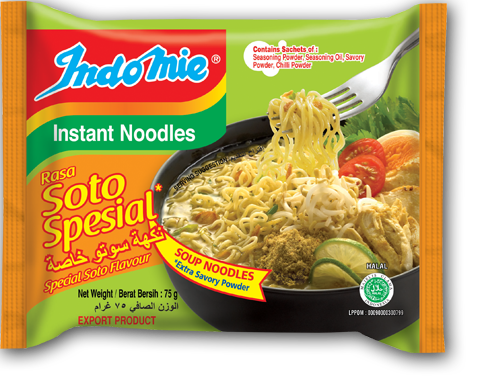 Indomie®
Instant Noodles
Contains Sachets of :
Seasoning Powder, Seasoning Oil, Savory
Powder, Chilli Powder
Rasa
Soto
Spesial*
نكهة سوتو خاصة
Special Soto Flavour
SOUP NOODLES
*Extra Savory Powder
Net Weight / Berat Bersih : 75 g
الوزن الصافي ٧٥ غرام
EXPORT PRODUCT
HALAL